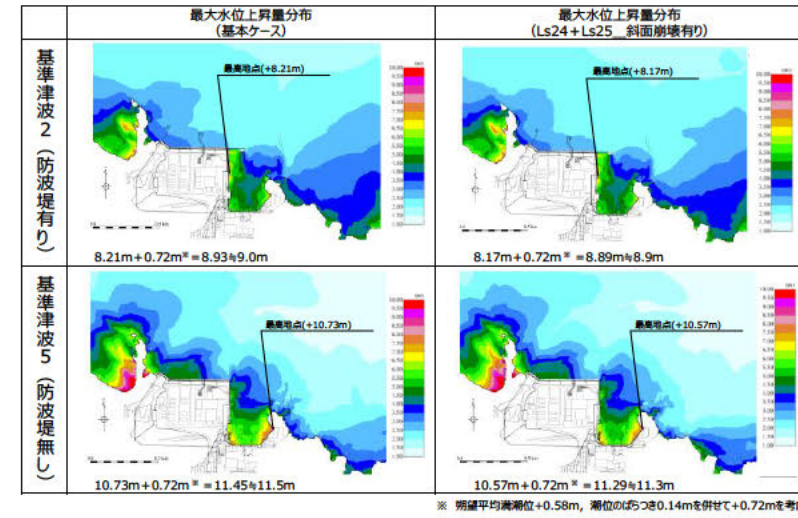 最大水位上昇量分布
(基本ケース)
最大水位上昇量分布
(Ls24+Ls25__斜面崩壊有り)
基準津波2(防波堤有り)
最高地点(+8.21m)
8.21m+0.72m※=8.93≒9.0m
最高地点(+8.17m)
8.17m+0.72m※=8.89≒8.9m
基準津波5(防波堤無し)
最高地点(+10.73m)
10.73m+0.72m※=11.45≒11.5m
最高地点(+10.57m)
10.57m+0.72m※=11.29≒11.3m
※ 朔望平均満潮位+0.58m, 潮位のばらつき0.14mを併せて+0.72mを考